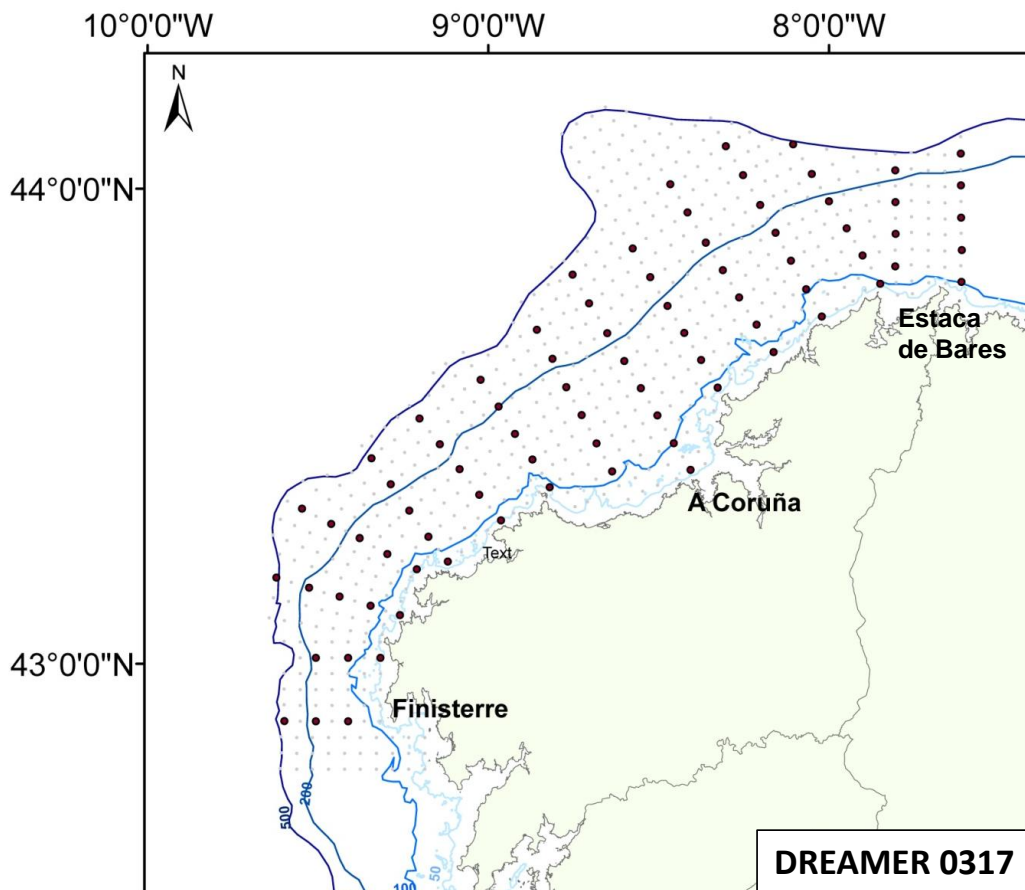 10°0'0"W 9°0'0"W 8°0'0"W
N
44°0'0"N
Estaca
de Bares
A Coruña
Text
43°0'0"N
Finisterre
200
500
DREAMER 0317
50
100